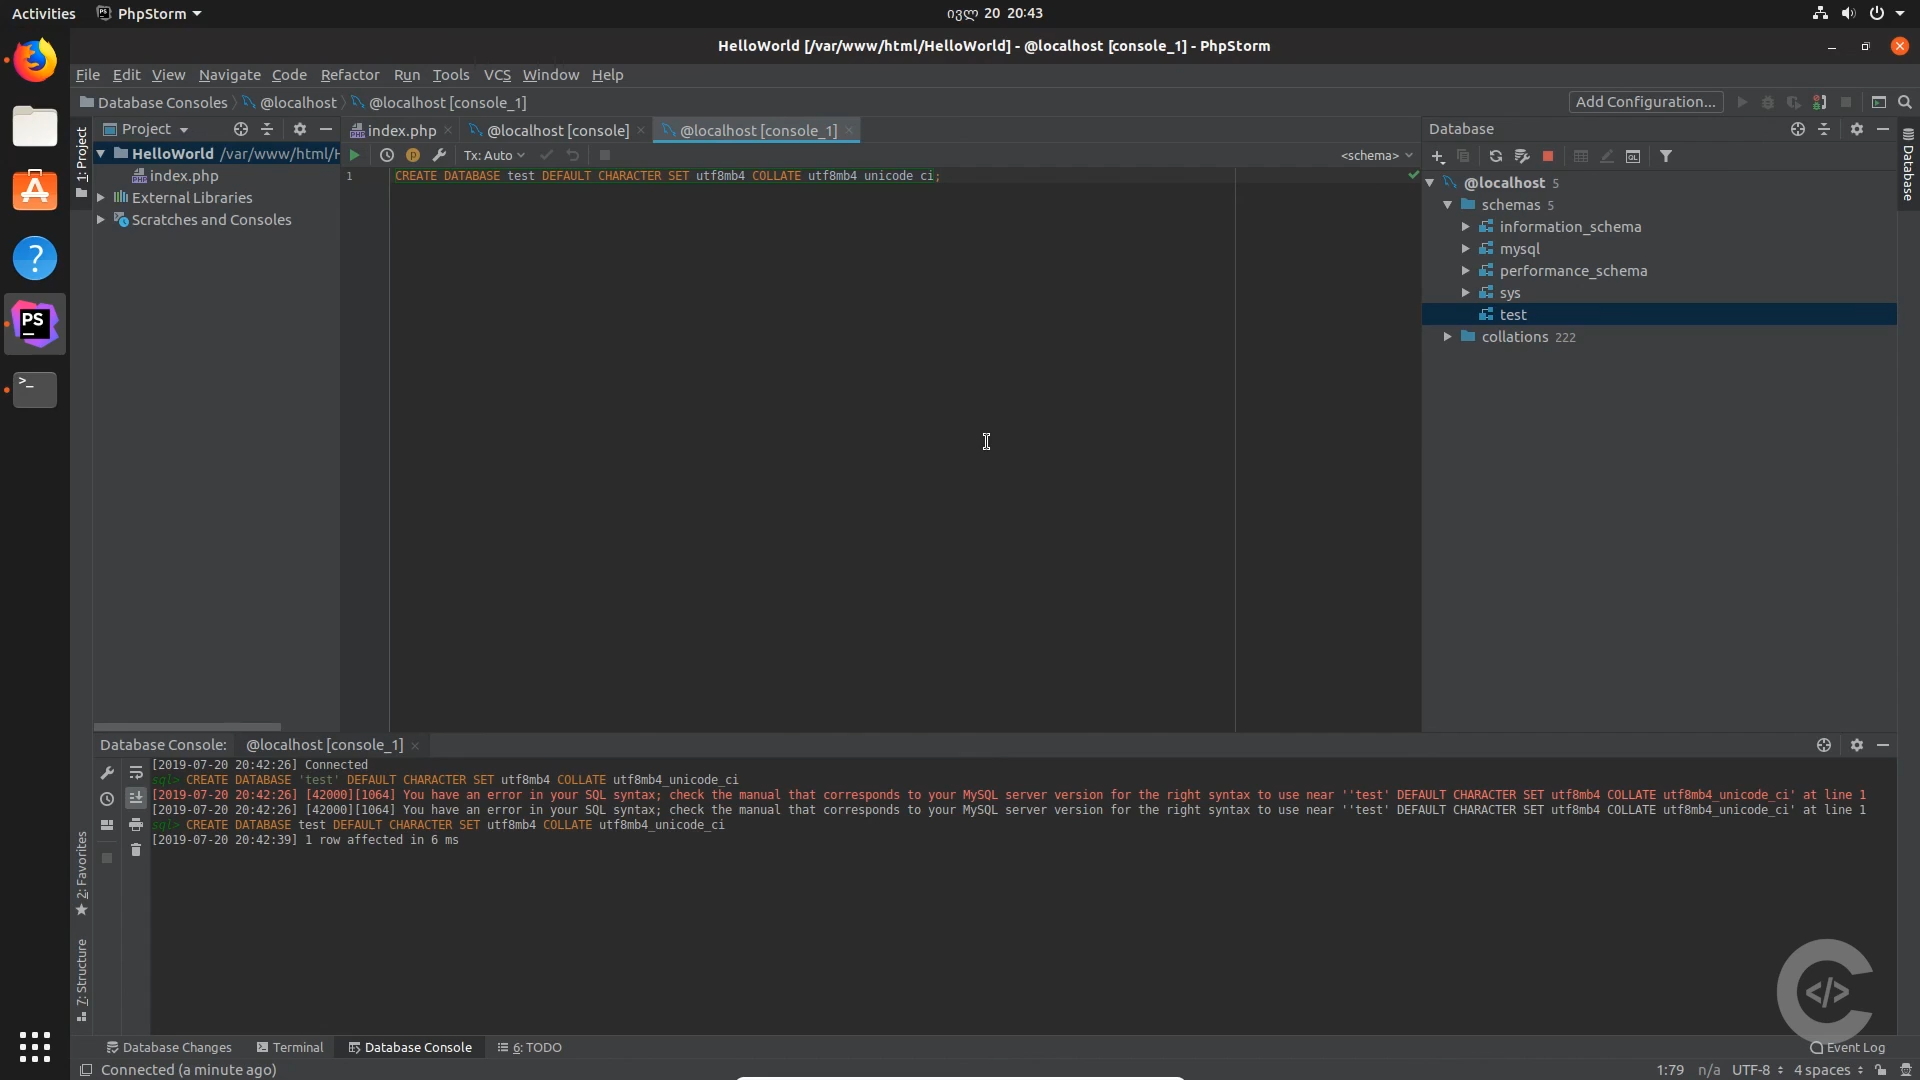 Activities PhpStorm ივლ 20 20:43
HelloWorld [/var/www/html/HelloWorld] - @localhost [console_1] - PhpStorm
File Edit View Navigate Code Refactor Run Tools VCS Window Help
Database Consoles @localhost @localhost [console_1] Add Configuration...
1: Project
Project
HelloWorld /var/www/html/H
index.php
External Libraries
Scratches and Consoles
index.php @localhost [console] @localhost [console_1]
Tx: Auto <schema>
1 CREATE DATABASE test DEFAULT CHARACTER SET utf8mb4 COLLATE utf8mb4_unicode_ci;
Database
@localhost 5
schemas 5
information_schema
mysql
performance_schema
sys
test
collations 222
Database
Database Console: @localhost [console_1]
[2019-07-20 20:42:26] Connected
sql> CREATE DATABASE 'test' DEFAULT CHARACTER SET utf8mb4 COLLATE utf8mb4_unicode_ci
[2019-07-20 20:42:26] [42000][1064] You have an error in your SQL syntax; check the manual that corresponds to your MySQL server version for the right syntax to use near ''test' DEFAULT CHARACTER SET utf8mb4 COLLATE utf8mb4_unicode_ci' at line 1
[2019-07-20 20:42:26] [42000][1064] You have an error in your SQL syntax; check the manual that corresponds to your MySQL server version for the right syntax to use near ''test' DEFAULT CHARACTER SET utf8mb4 COLLATE utf8mb4_unicode_ci' at line 1
sql> CREATE DATABASE test DEFAULT CHARACTER SET utf8mb4 COLLATE utf8mb4_unicode_ci
[2019-07-20 20:42:39] 1 row affected in 6 ms
2: Favorites
7: Structure
Database Changes Terminal Database Console 6: TODO Event Log
Connected (a minute ago) 1:79 n/a UTF-8 4 spaces